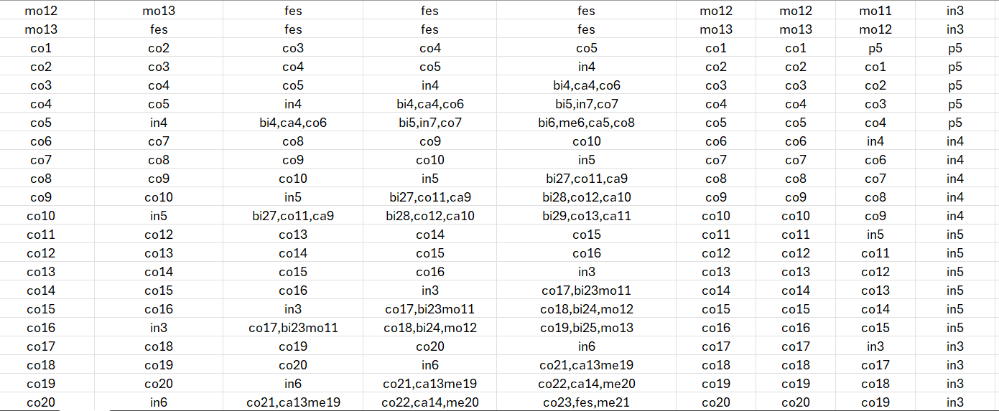 mo12 mo13 fes fes fes mo12 mo12 mo11 in3
mo13 fes fes fes fes mo13 mo13 mo12 in3
co1 co2 co3 co4 co5 co1 co1 p5 p5
co2 co3 co4 co5 in4 co2 co2 co1 p5
co3 co4 co5 in4 bi4,ca4,co6 co3 co3 co2 p5
co4 co5 in4 bi4,ca4,co6 bi5,in7,co7 co4 co4 co3 p5
co5 in4 bi4,ca4,co6 bi5,in7,co7 bi6,me6,ca5,co8 co5 co5 co4 p5
co6 co7 co8 co9 co10 co6 co6 in4 in4
co7 co8 co9 co10 in5 co7 co7 co6 in4
co8 co9 co10 in5 bi27,co11,ca9 co8 co8 co7 in4
co9 co10 in5 bi27,co11,ca9 bi28,co12,ca10 co9 co9 co8 in4
co10 in5 bi27,co11,ca9 bi28,co12,ca10 bi29,co13,ca11 co10 co10 co9 in4
co11 co12 co13 co14 co15 co11 co11 in5 in5
co12 co13 co14 co15 co16 co12 co12 co11 in5
co13 co14 co15 co16 in3 co13 co13 co12 in5
co14 co15 co16 in3 co17,bi23mo11 co14 co14 co13 in5
co15 co16 in3 co17,bi23mo11 co18,bi24,mo12 co15 co15 co14 in5
co16 in3 co17,bi23mo11 co18,bi24,mo12 co19,bi25,mo13 co16 co16 co15 in5
co17 co18 co19 co20 in6 co17 co17 in3 in3
co18 co19 co20 in6 co21,ca13me19 co18 co18 co17 in3
co19 co20 in6 co21,ca13me19 co22,ca14,me20 co19 co19 co18 in3
co20 in6 co21,ca13me19 co22,ca14,me20 co23,fes,me21 co20 co20 co19 in3